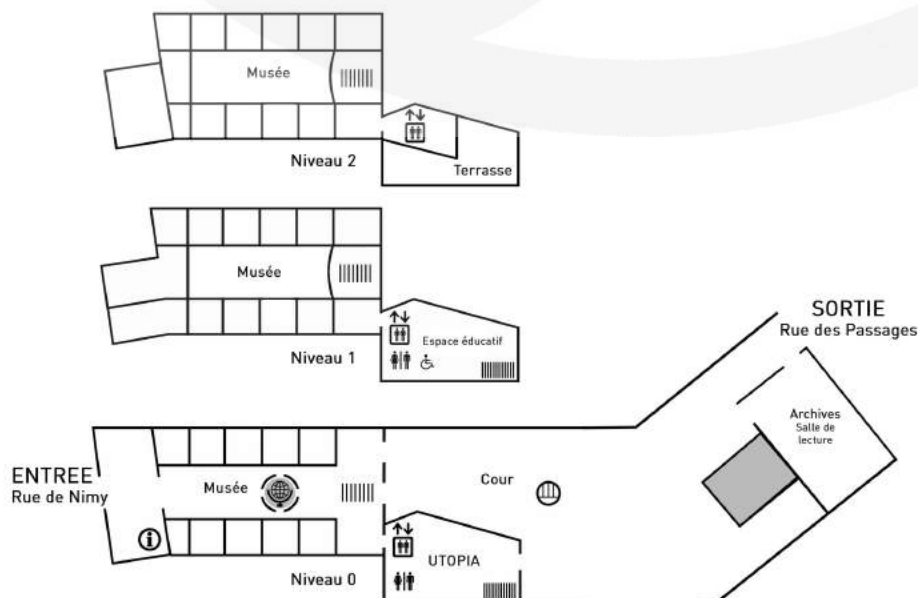 Musée
Niveau 2
Terrasse
Musée
Niveau 1
Espace éducatif
SORTIE
Rue des Passages
Archives
Salle de
lecture
ENTREE
Rue de Nimy
Musée
Cour
UTOPIA
Niveau 0